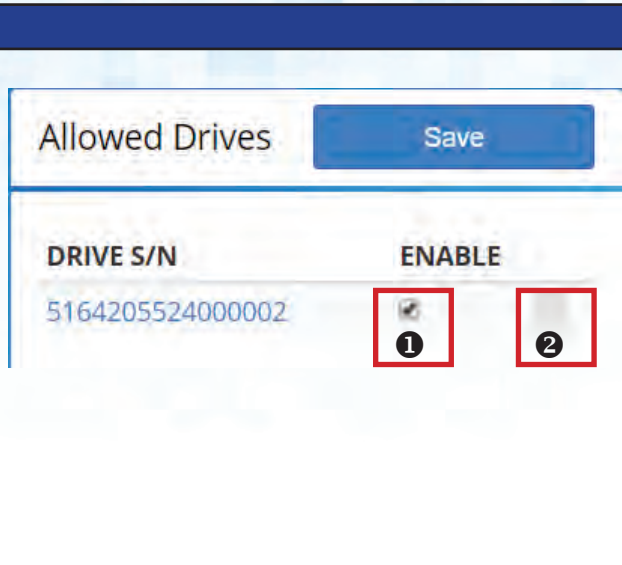 Allowed Drives Save
DRIVE S/N ENABLE
5164205524000002
❶ ❷